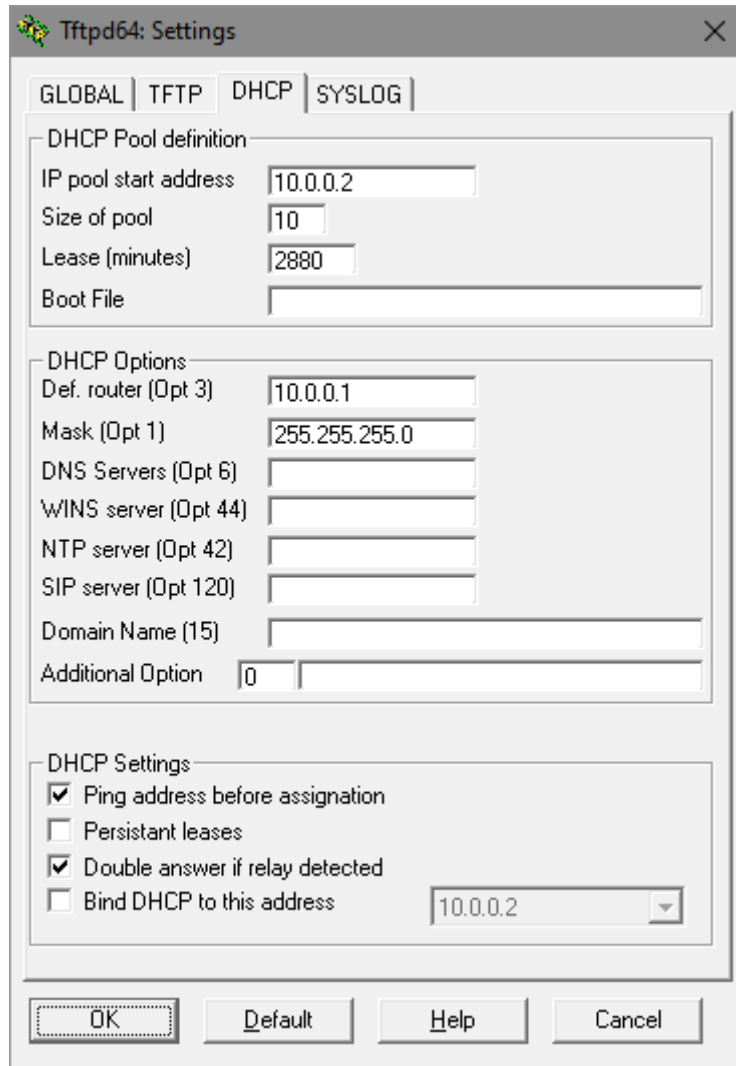 Tftpd64: Settings
GLOBAL TFTP DHCP SYSLOG
DHCP Pool definition
IP pool start address 10.0.0.2
Size of pool 10
Lease (minutes) 2880
Boot File
DHCP Options
Def. router (Opt 3) 10.0.0.1
Mask (Opt 1) 255.255.255.0
DNS Servers (Opt 6)
WINS server (Opt 44)
NTP server (Opt 42)
SIP server (Opt 120)
Domain Name (15)
Additional Option 0
DHCP Settings
Ping address before assignation
Persistant leases
Double answer if relay detected
Bind DHCP to this address 10.0.0.2
OK Default Help Cancel